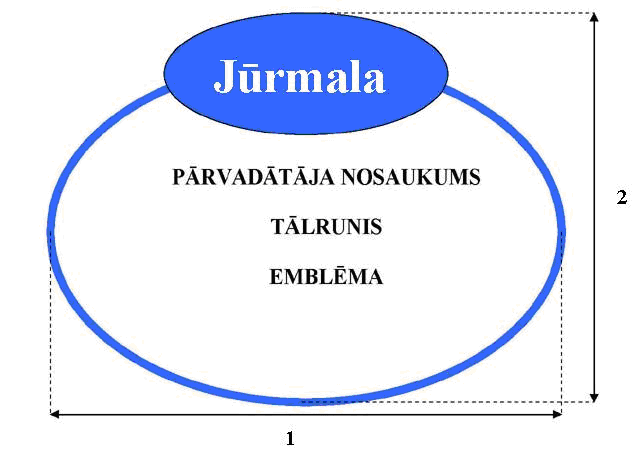 Jūrmala
PĀRVADĀTĀJA NOSAUKUMS
TĀLRUNIS
EMBLĒMA
2
1